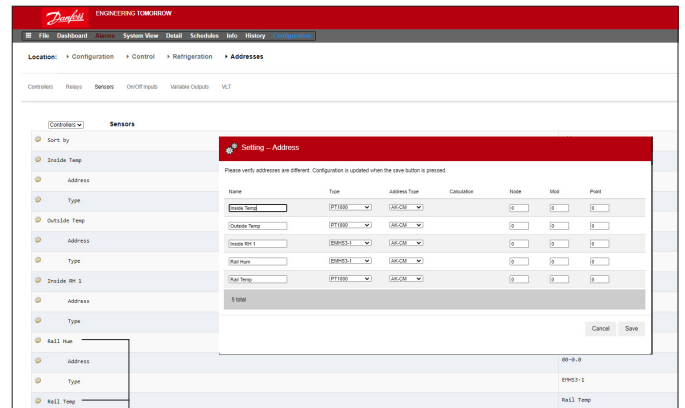 Danfoss ENGINEERING TOMORROW
File Dashboard Alarms System View Detail Schedules Info History Configuration
Location: Configuration Control Refrigeration Addresses
Controllers Relays Sensors On/Off Inputs Variable Outputs VLT
Controllers Sensors
Sort by
Inside Temp
Address
Type
Outside Temp
Address
Type
Inside RH 1
Address
Type
Rail Hum
Address 00-0.0
Type EMHS3-1
Rail Temp Rail Temp
Setting – Address
Please verify addresses are different. Configuration is updated when the save button is pressed.
Name Type Address Type Calculation Node Mod Point
Inside Temp PT1000 AK-CM 0 0 0
Outside Temp PT1000 AK-CM 0 0 0
Inside RH 1 EMHS3-1 AK-CM 0 0 0
Rail Hum EMHS3-1 AK-CM 0 0 0
Rail Temp PT1000 AK-CM 0 0 0
5 total
Cancel Save